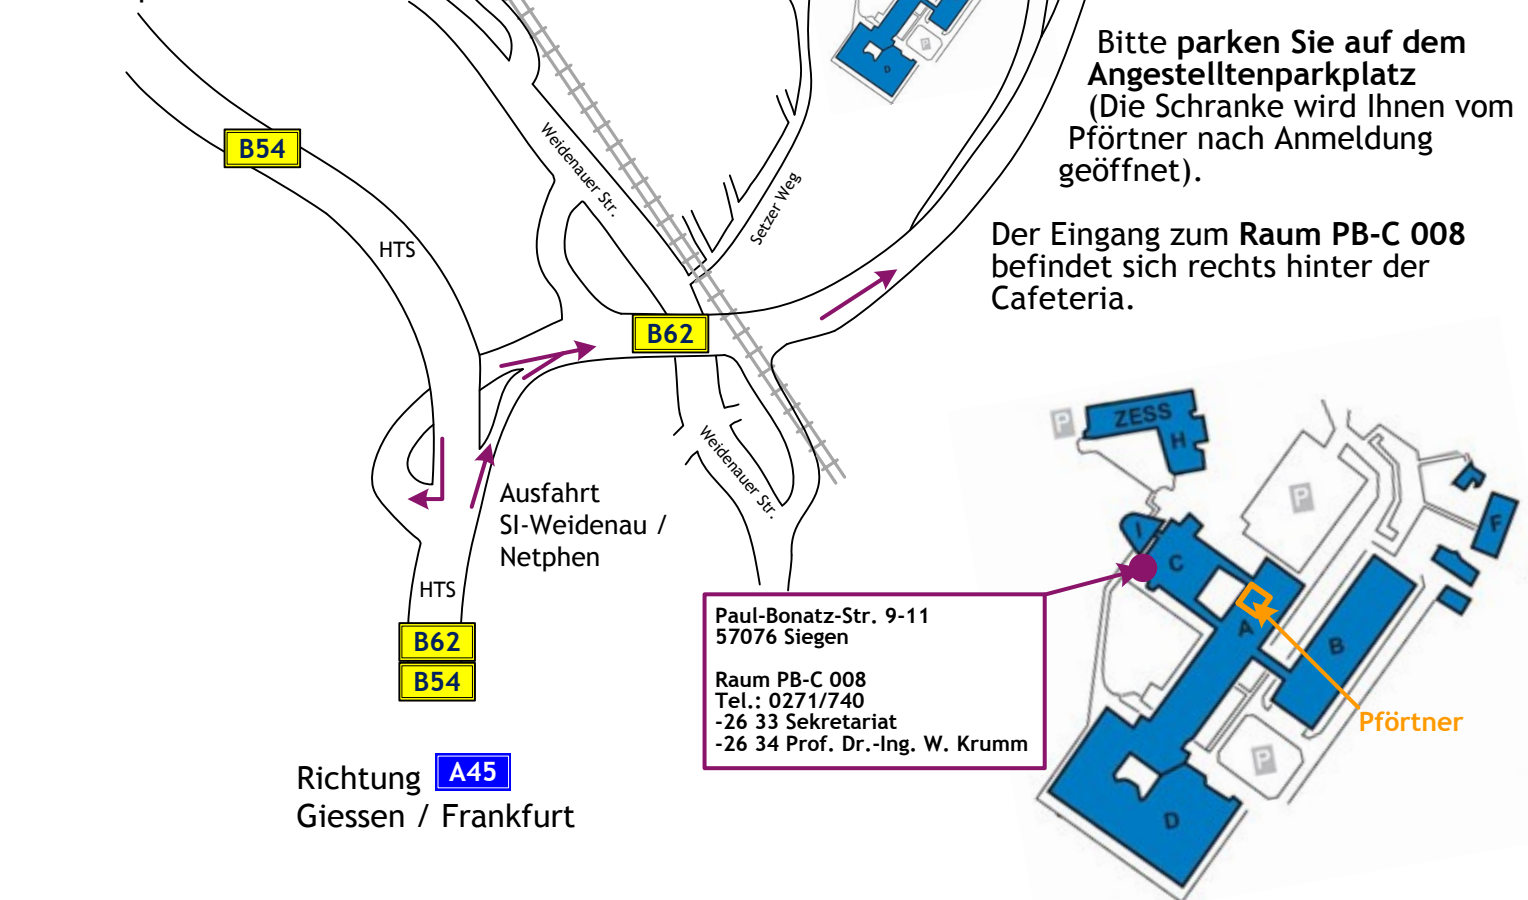 Bitte parken Sie auf dem
Angestelltenparkplatz
(Die Schranke wird Ihnen vom
Pförtner nach Anmeldung
geöffnet).
Der Eingang zum Raum PB-C 008
befindet sich rechts hinter der
Cafeteria.
P
D
B54
HTS
Weidenauer Str.
Setzer Weg
B62
Weidenauer Str.
Ausfahrt
SI-Weidenau /
Netphen
HTS
B62
B54
Richtung A45
Giessen / Frankfurt
Paul-Bonatz-Str. 9-11
57076 Siegen
Raum PB-C 008
Tel.: 0271/740
-26 33 Sekretariat
-26 34 Prof. Dr.-Ing. W. Krumm
P
ZESS
H
P
I
C
F
A
B
Pförtner
P
D